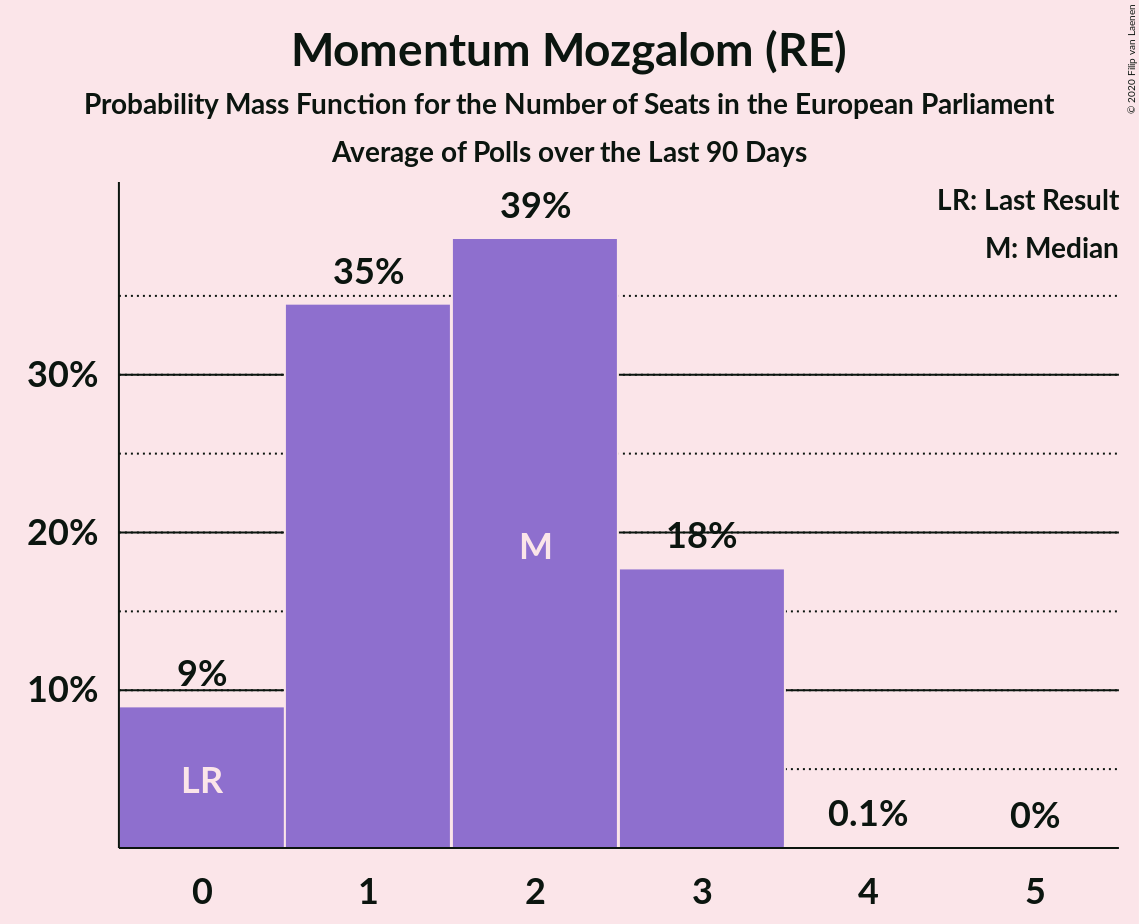 Momentum Mozgalom (RE)
Probability Mass Function for the Number of Seats in the European Parliament
Average of Polls over the Last 90 Days
© 2020 Filip van Laenen
LR: Last Result
M: Median
39%
35%
30%
20%
18%
M
10%
9%
LR
0.1%
0%
0 1 2 3 4 5